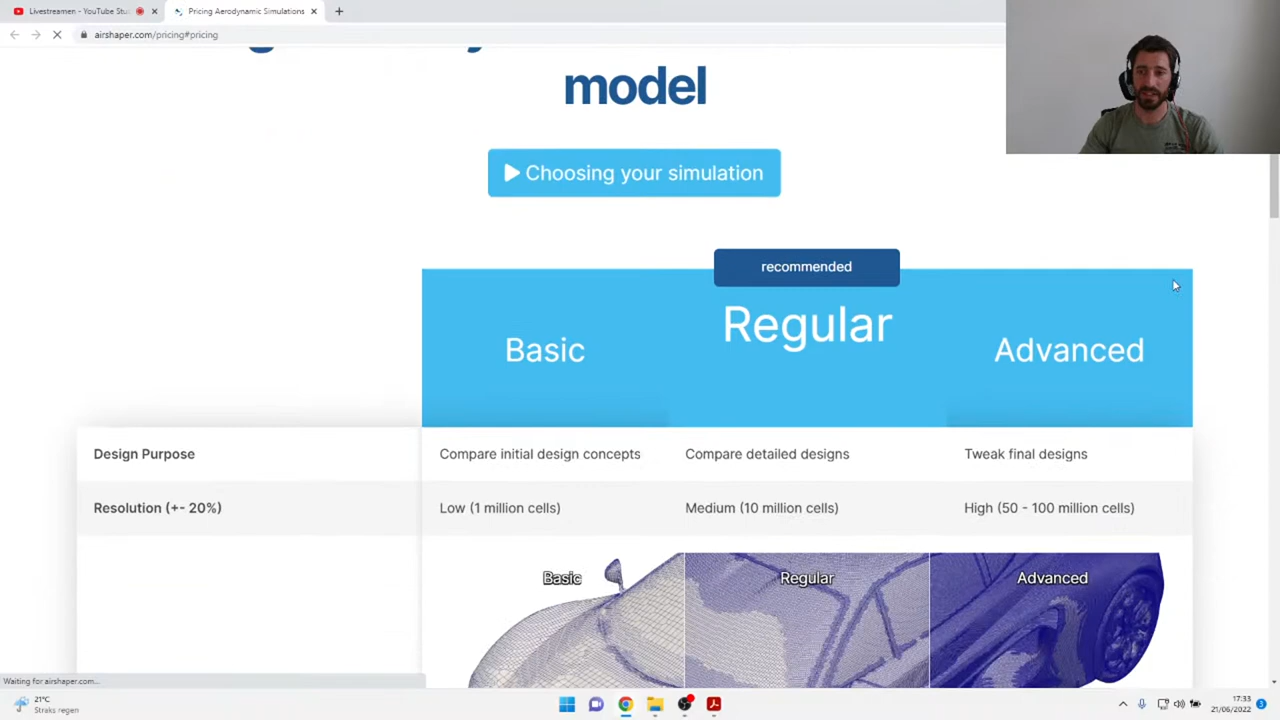 Livestreamen - YouTube Stu
Pricing Aerodynamic Simulations
airshaper.com/pricing#pricing
model
Choosing your simulation
recommended
Basic
Regular
Advanced
Design Purpose
Compare initial design concepts
Compare detailed designs
Tweak final designs
Resolution (+- 20%)
Low (1 million cells)
Medium (10 million cells)
High (50 - 100 million cells)
Basic
Regular
Advanced
Waiting for airshaper.com...
21°C
Straks regen
17:33
21/06/2022
3